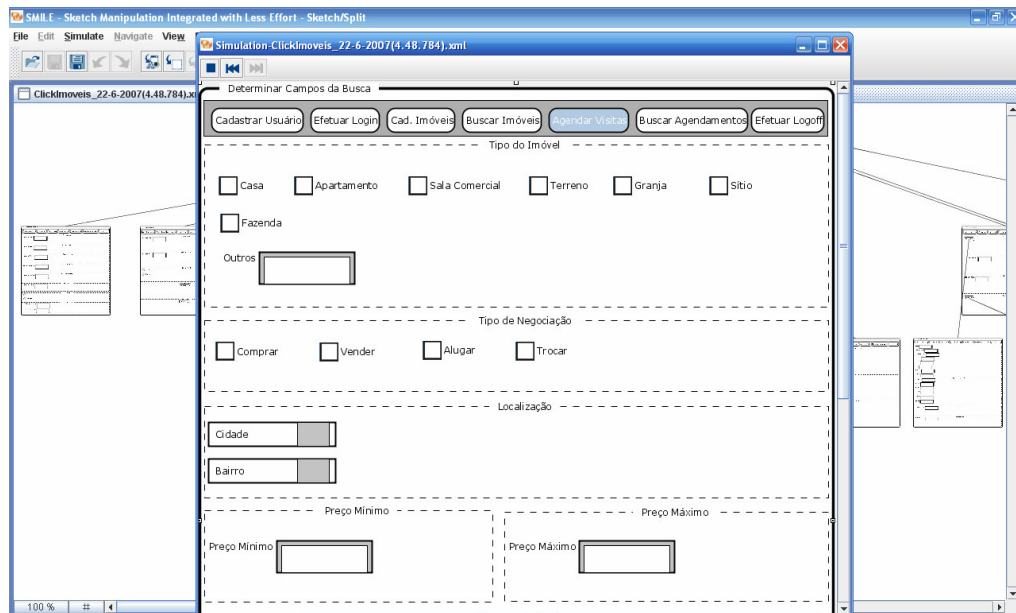 SMILE - Sketch Manipulation Integrated with Less Effort - Sketch/Split
File Edit Simulate Navigate View
Simulation-ClickImoveis_22-6-2007(4.48.784).xml
ClickImoveis_22-6-2007(4.48.784).x
Determinar Campos da Busca
Cadastrar Usuário Efetuar Login Cad. Imóveis Buscar Imóveis Agendar Visitas Buscar Agendamentos Efetuar Logoff
Tipo do Imóvel
Casa Apartamento Sala Comercial Terreno Granja Sítio
Fazenda
Outros
Tipo de Negociação
Comprar Vender Alugar Trocar
Localização
Cidade
Bairro
Preço Mínimo Preço Máximo
Preço Mínimo Preço Máximo
100 % #